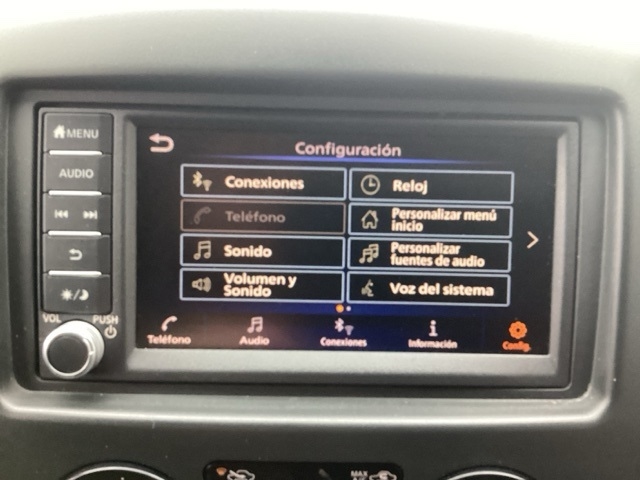 MENU
AUDIO
VOL
PUSH
Configuración
Conexiones
Reloj
Teléfono
Personalizar menú
inicio
Sonido
Personalizar
fuentes de audio
Volumen y
Sonido
Voz del sistema
Teléfono
Audio
Conexiones
Información
Config.
MAX